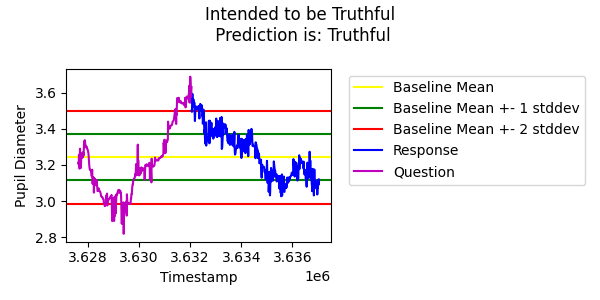 Intended to be Truthful
Prediction is: Truthful
Pupil Diameter
3.6
3.4
3.2
3.0
2.8
3.628
3.630
3.632
3.634
3.636
1e6
Timestamp
Baseline Mean
Baseline Mean +- 1 stddev
Baseline Mean +- 2 stddev
Response
Question